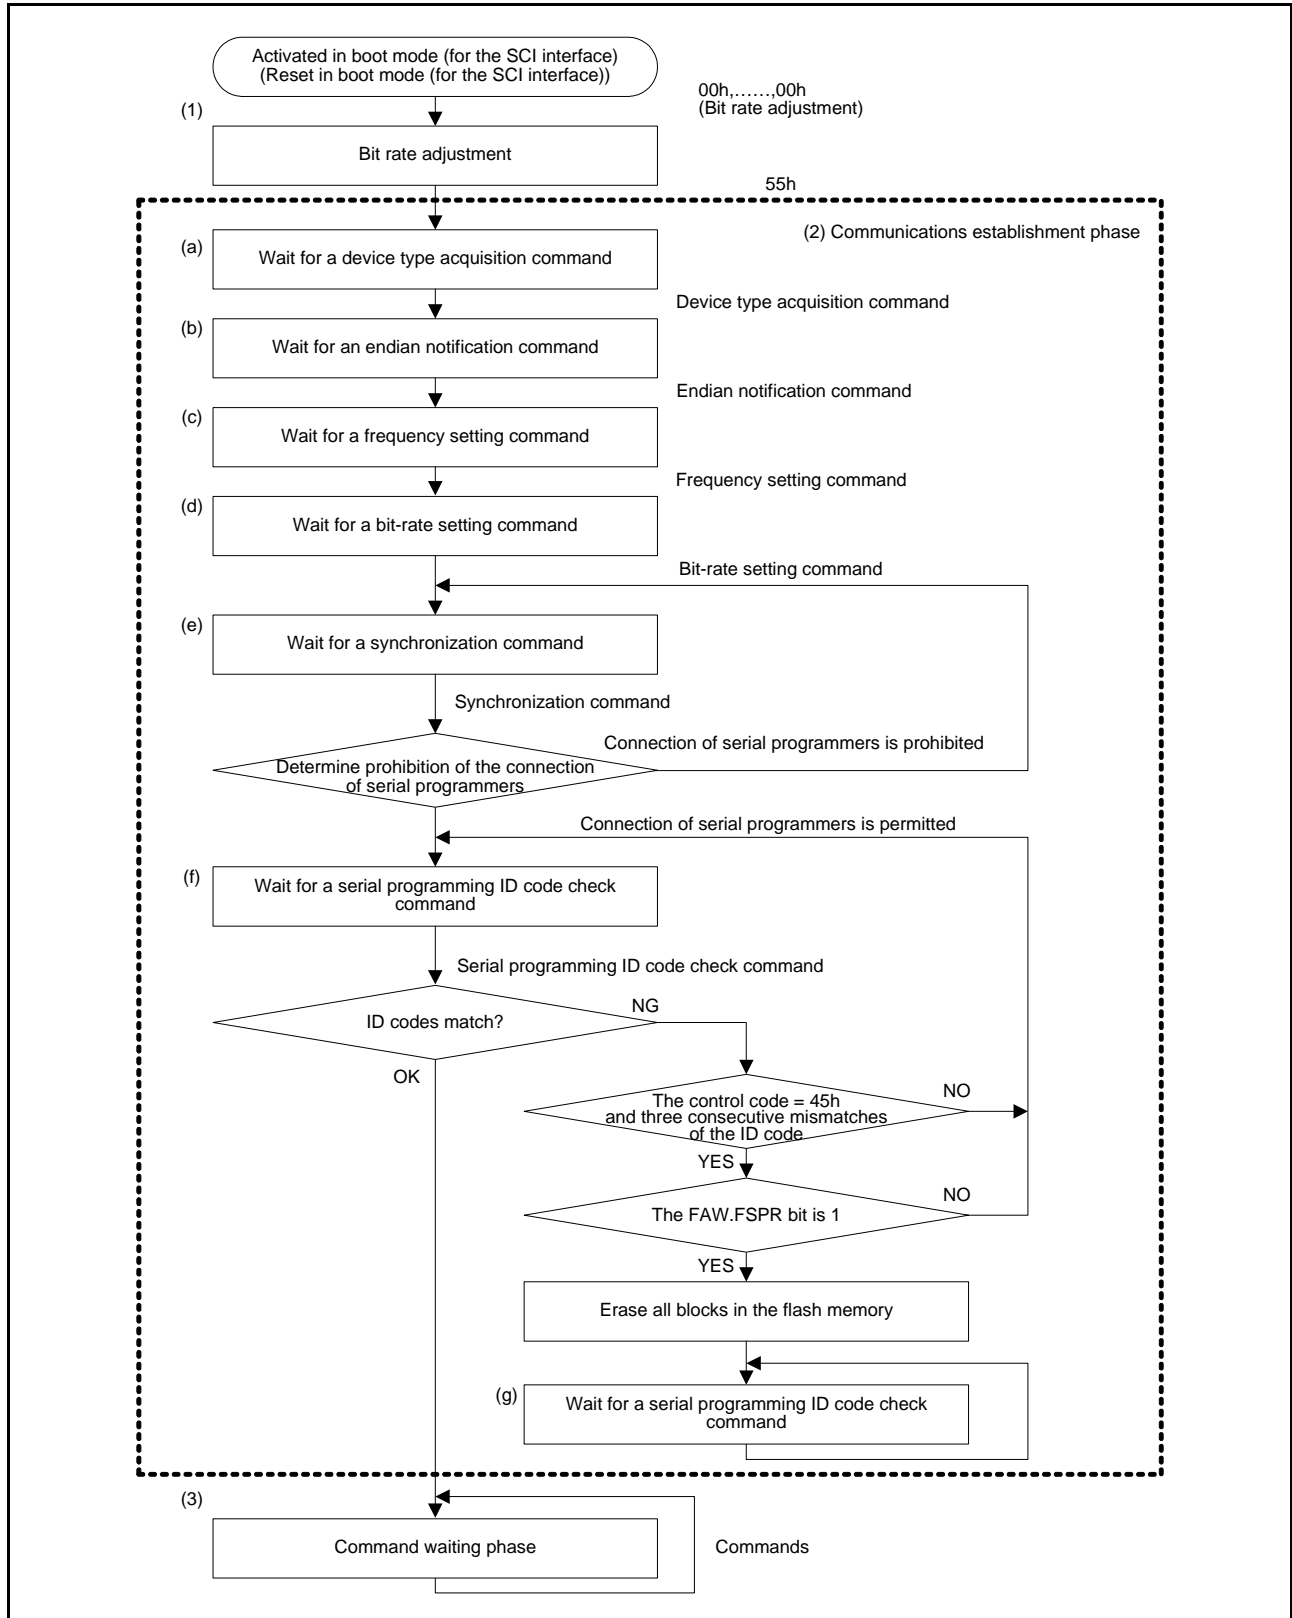 Activated in boot mode (for the SCI interface)
(Reset in boot mode (for the SCI interface))
00h,……,00h
(Bit rate adjustment)
(1)
Bit rate adjustment
55h
(2) Communications establishment phase
(a)
Wait for a device type acquisition command
Device type acquisition command
(b)
Wait for an endian notification command
Endian notification command
(c)
Wait for a frequency setting command
Frequency setting command
(d)
Wait for a bit-rate setting command
Bit-rate setting command
(e)
Wait for a synchronization command
Synchronization command
Connection of serial programmers is prohibited
Determine prohibition of the connection
of serial programmers
Connection of serial programmers is permitted
(f)
Wait for a serial programming ID code check
command
Serial programming ID code check command
NG
ID codes match?
OK
NO
The control code = 45h
and three consecutive mismatches
of the ID code
YES
NO
The FAW.FSPR bit is 1
YES
Erase all blocks in the flash memory
(g)
Wait for a serial programming ID code check
command
(3)
Command waiting phase
Commands